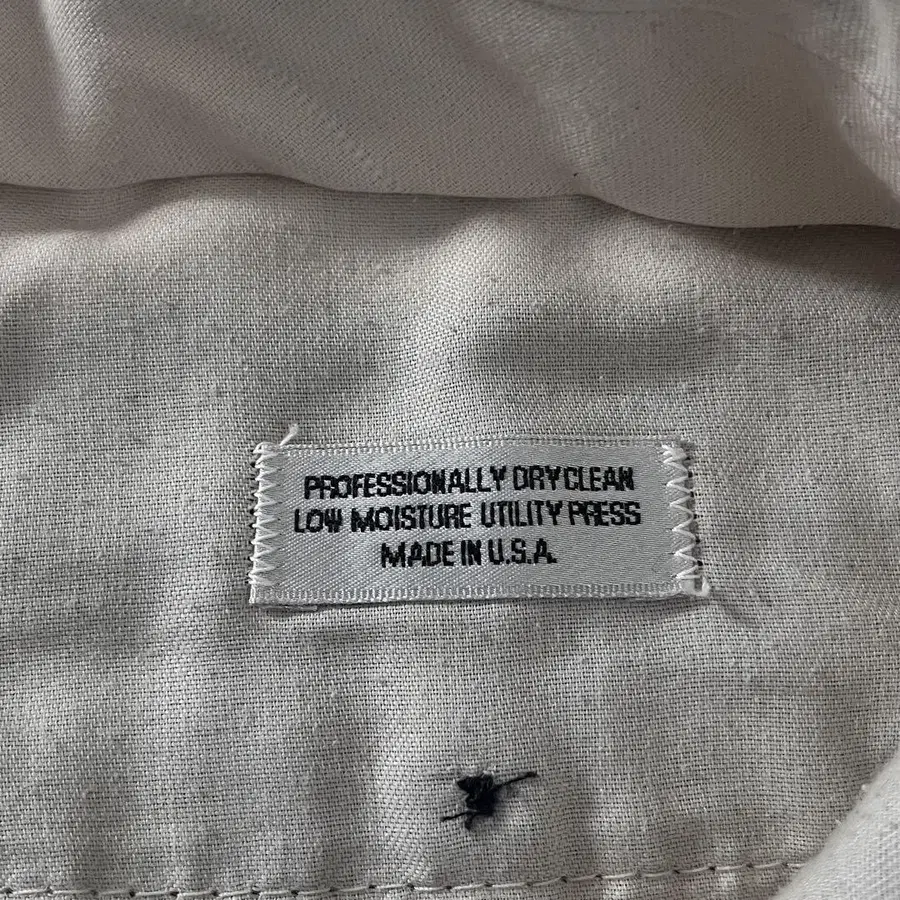 PROFESSIONALLY DRYCLEAN
LOW MOISTURE UTILITY PRESS
MADE IN U.S.A.